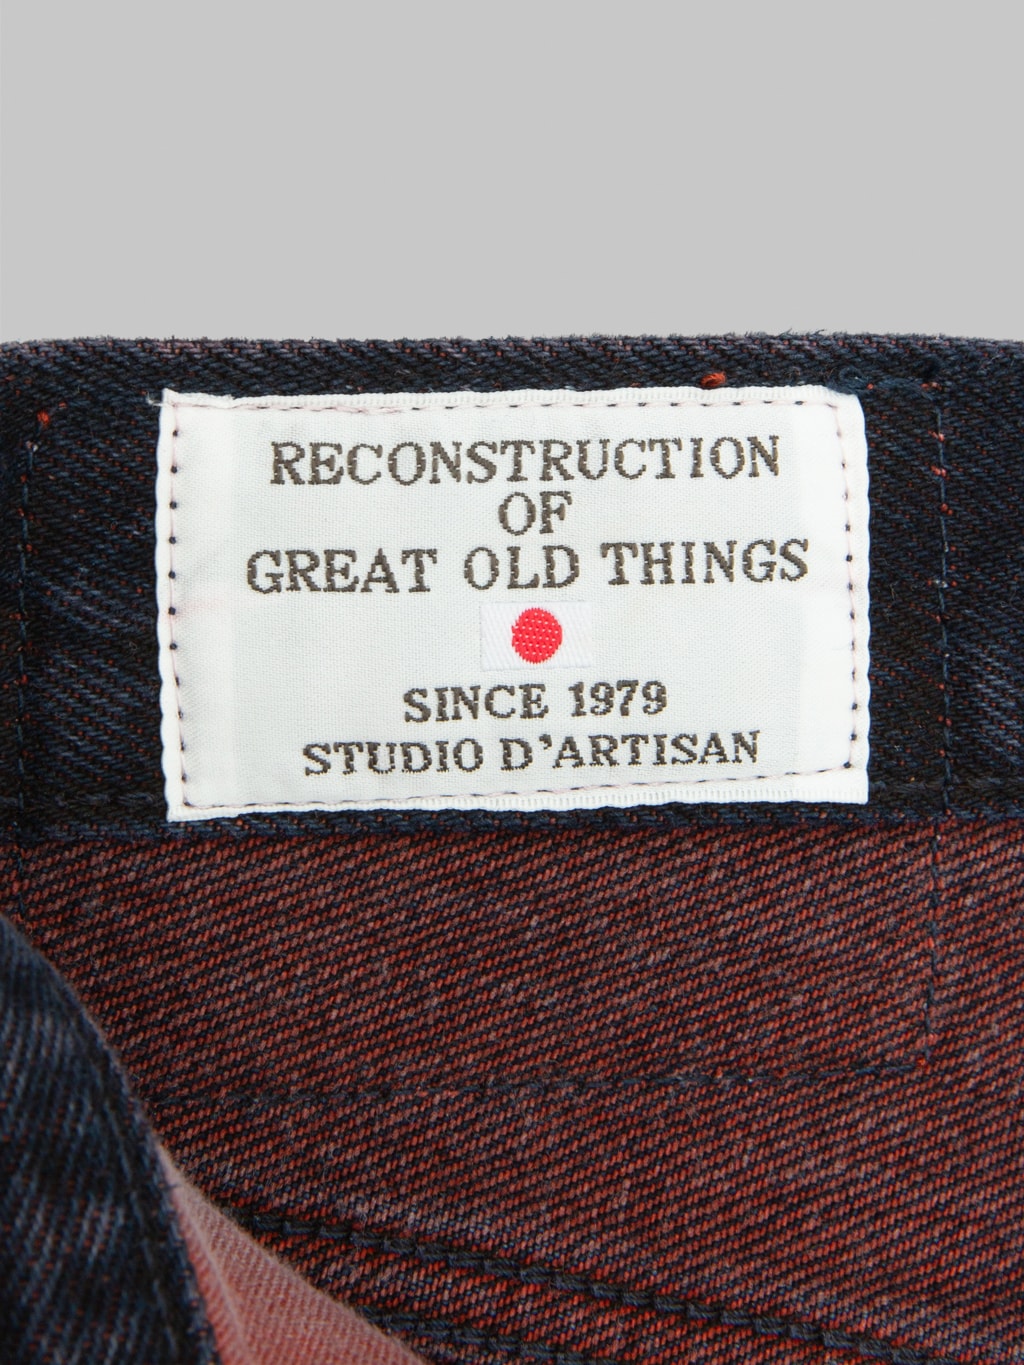 RECONSTRUCTION
OF
GREAT OLD THINGS
SINCE 1979
STUDIO D'ARTISAN